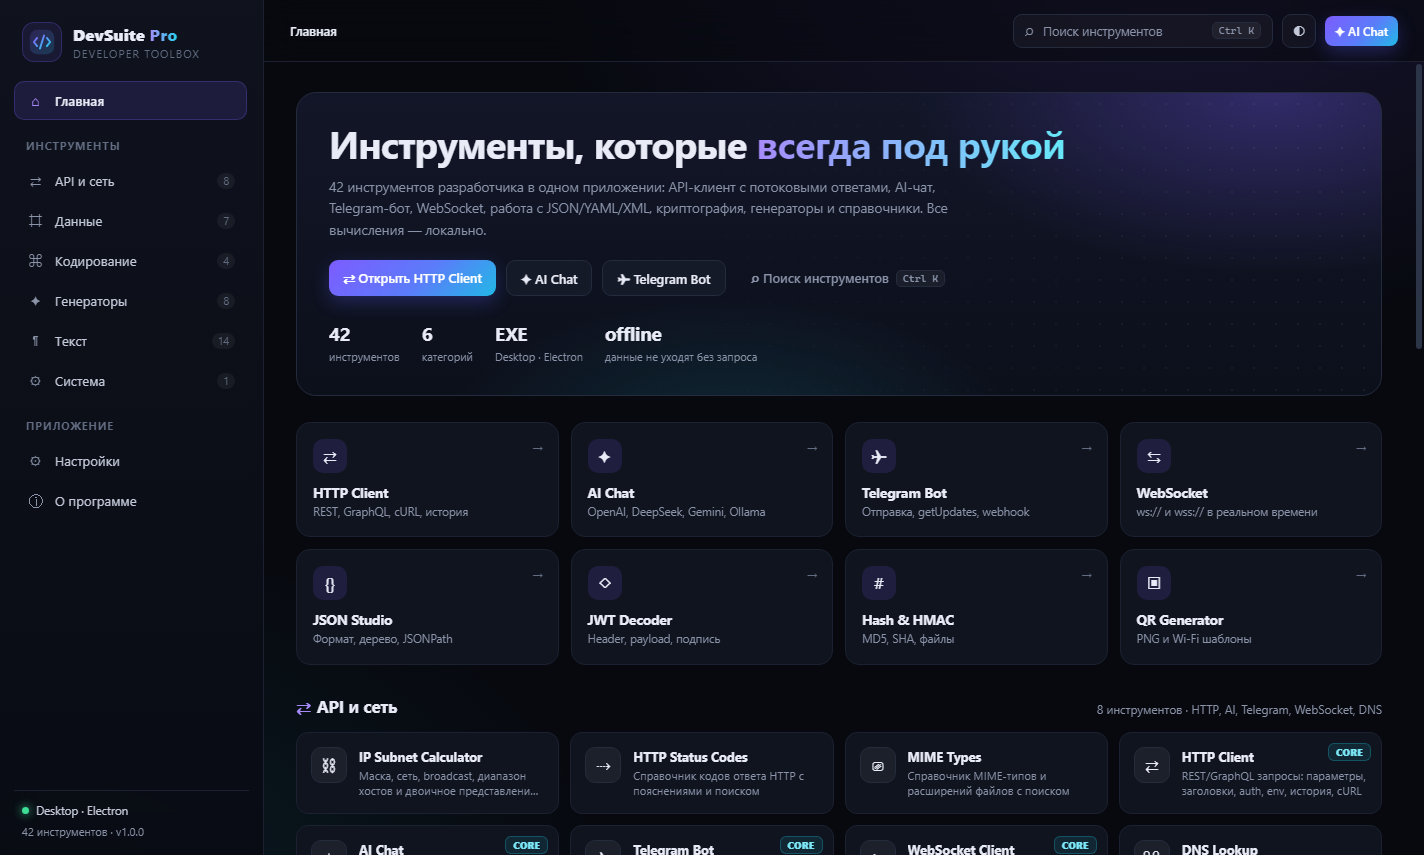 DevSuite Pro
DEVELOPER TOOLBOX
Главная
ИНСТРУМЕНТЫ
API и сеть 8
Данные 7
Кодирование 4
Генераторы 8
Текст 14
Система 1
ПРИЛОЖЕНИЕ
Настройки
О программе
Desktop · Electron
42 инструментов · v1.0.0
Главная
Поиск инструментов Ctrl K
AI Chat
Инструменты, которые всегда под рукой
42 инструментов разработчика в одном приложении: API-клиент с потоковыми ответами, AI-чат,
Telegram-бот, WebSocket, работа с JSON/YAML/XML, криптография, генераторы и справочники. Все
вычисления — локально.
Открыть HTTP Client
AI Chat
Telegram Bot
Поиск инструментов Ctrl K
42
инструментов
6
категорий
EXE
Desktop · Electron
offline
данные не уходят без запроса
HTTP Client
REST, GraphQL, cURL, история
AI Chat
OpenAI, DeepSeek, Gemini, Ollama
Telegram Bot
Отправка, getUpdates, webhook
WebSocket
ws:// и wss:// в реальном времени
{}
JSON Studio
Формат, дерево, JSONPath
JWT Decoder
Header, payload, подпись
#
Hash & HMAC
MD5, SHA, файлы
QR Generator
PNG и Wi-Fi шаблоны
API и сеть
8 инструментов · HTTP, AI, Telegram, WebSocket, DNS
IP Subnet Calculator
Маска, сеть, broadcast, диапазон
хостов и двоичное представлени...
HTTP Status Codes
Справочник кодов ответа HTTP с
пояснениями и поиском
MIME Types
Справочник MIME-типов и
расширений файлов с поиском
HTTP Client
CORE
REST/GraphQL запросы: параметры,
заголовки, auth, env, история, cURL
AI Chat
CORE
Telegram Bot
CORE
WebSocket Client
CORE
DNS Lookup